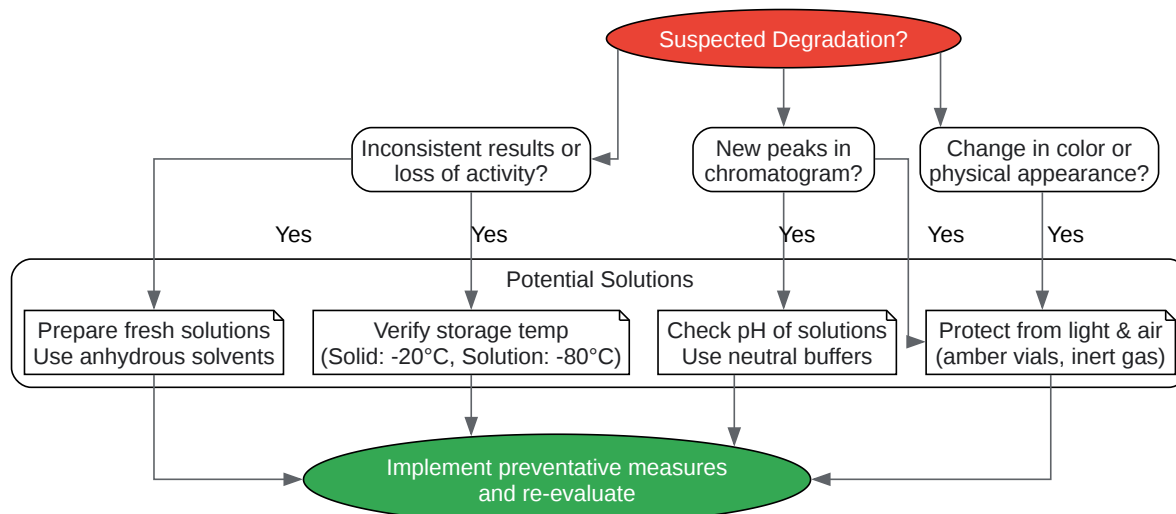 Suspected Degradation?
Inconsistent results or
loss of activity?
New peaks in
chromatogram?
Change in color or
physical appearance?
Yes
Yes
Yes
Yes
Yes
Potential Solutions
Prepare fresh solutions
Use anhydrous solvents
Verify storage temp
(Solid: -20°C, Solution: -80°C)
Check pH of solutions
Use neutral buffers
Protect from light & air
(amber vials, inert gas)
Implement preventative measures
and re-evaluate